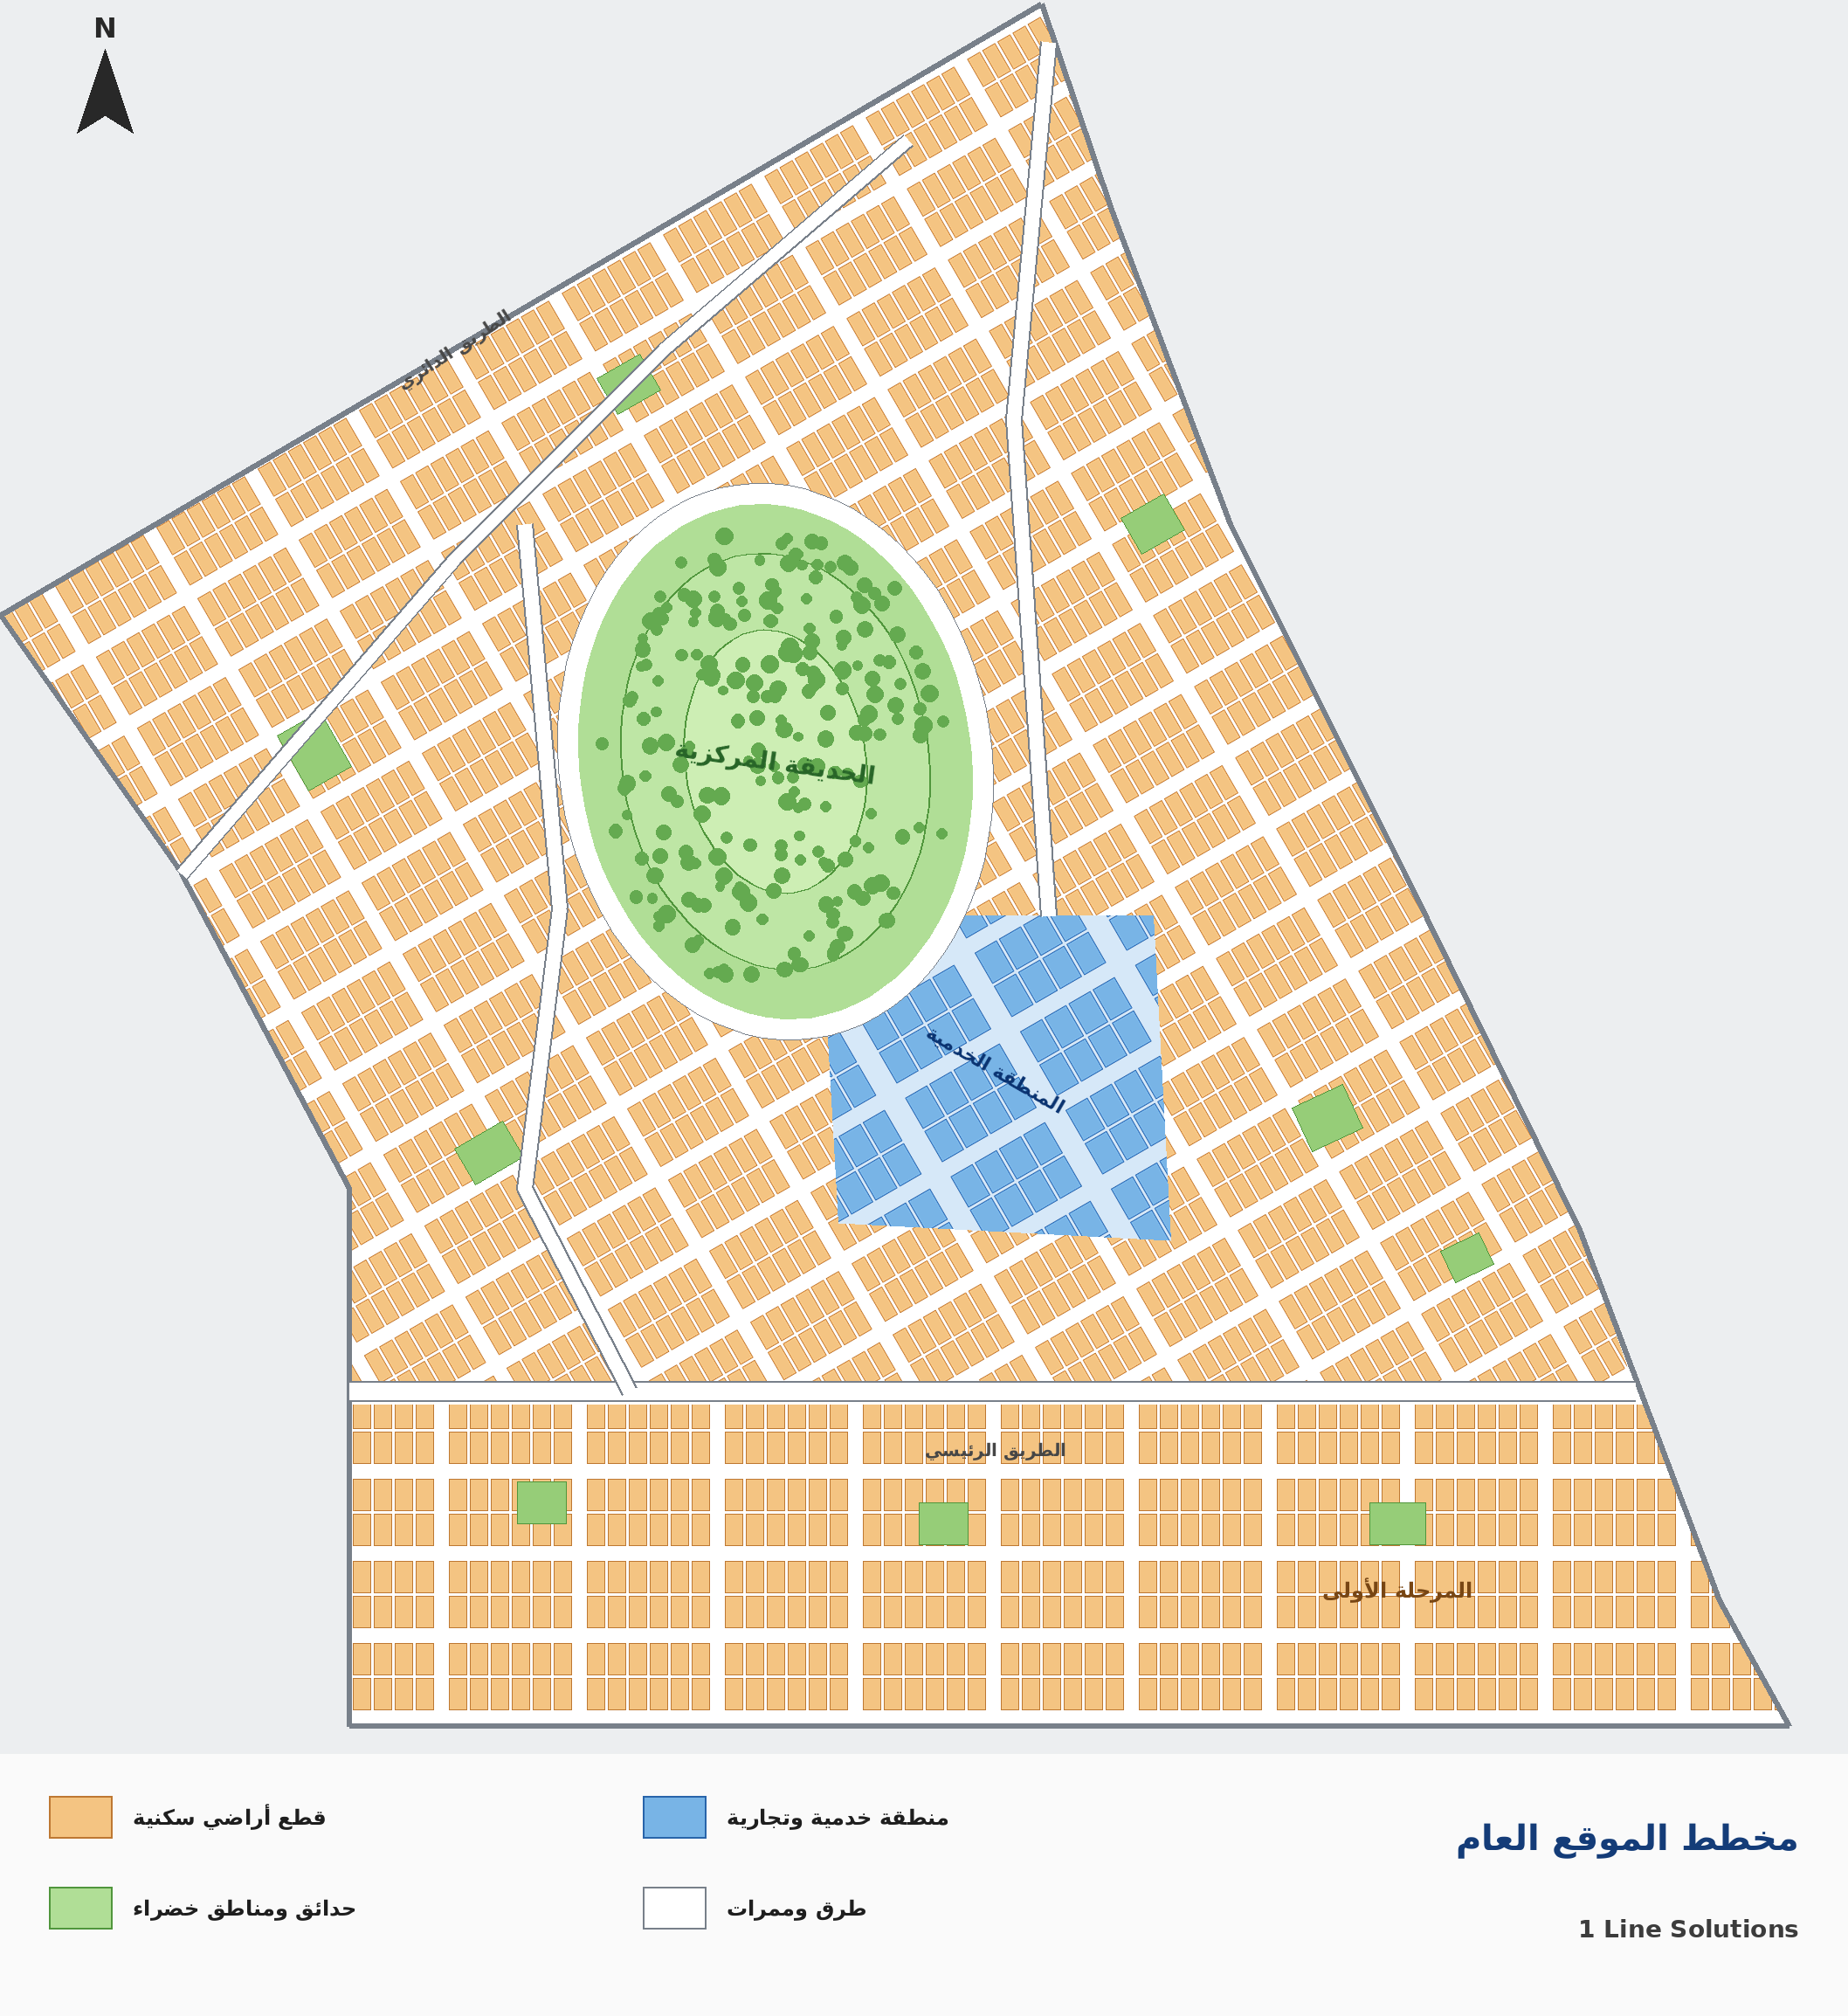 N
الطريق الدائري
الحديقة المركزية
المنطقة الخدمية
الطريق الرئيسي
المرحلة الأولى
قطع أراضي سكنية
منطقة خدمية وتجارية
مخطط الموقع العام
حدائق ومناطق خضراء
طرق وممرات
1 Line Solutions